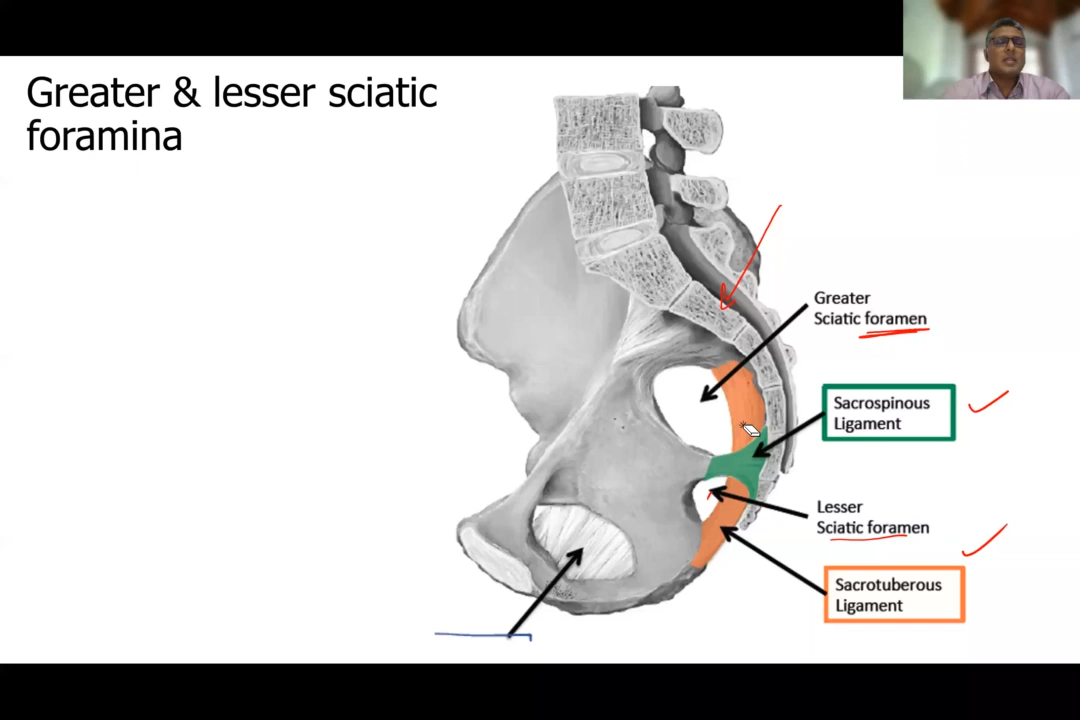 Greater & lesser sciatic
foramina
Greater
Sciatic foramen
Sacrospinous
Ligament
Lesser
Sciatic foramen
Sacrotuberous
Ligament